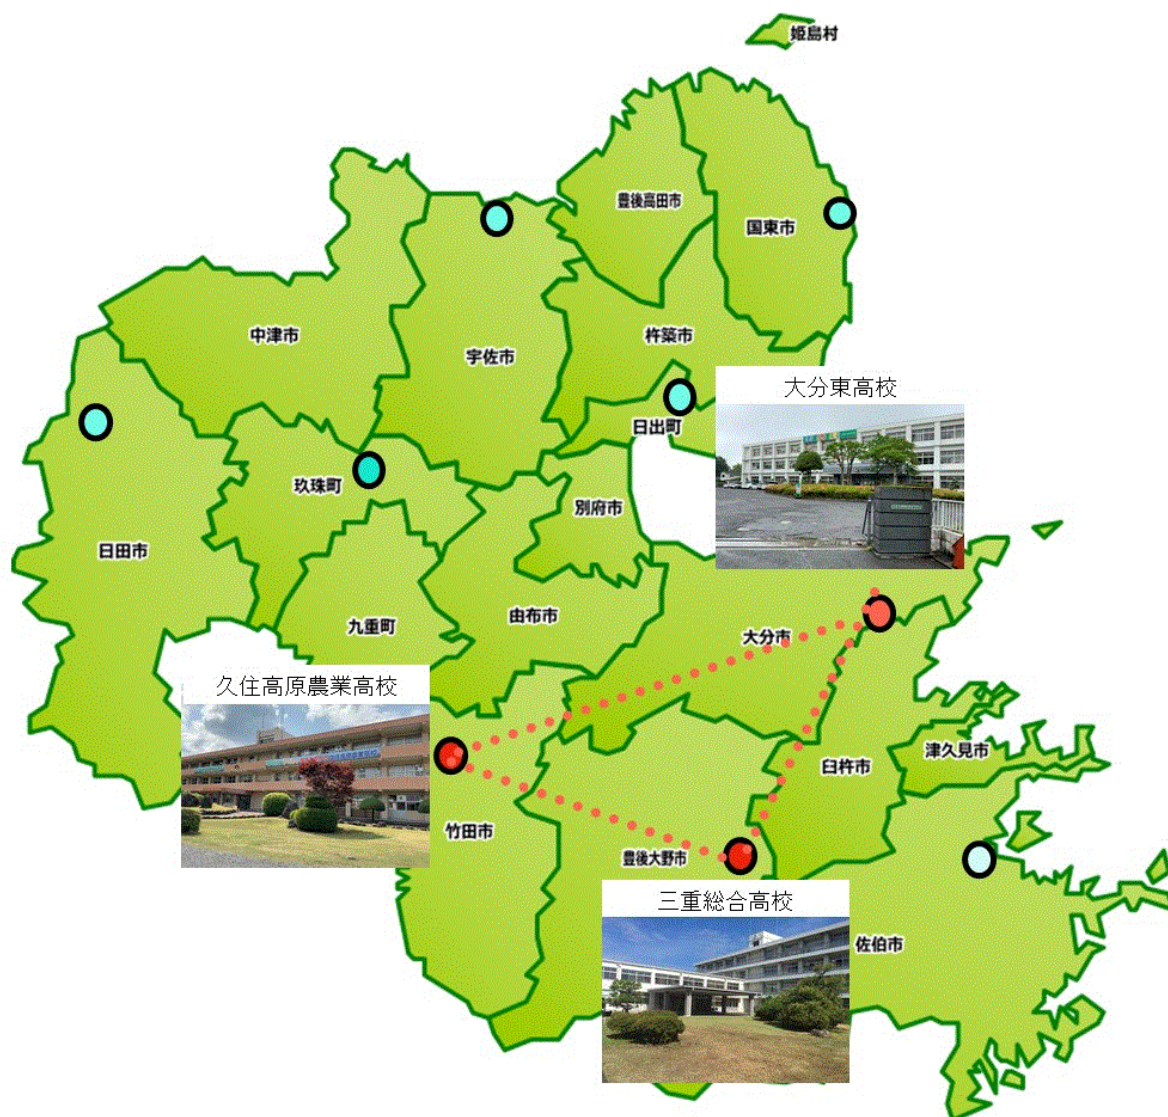 姫島村
豊後高田市
国東市
中津市
宇佐市
杵築市
大分東高校
日出町
玖珠町
別府市
日田市
由布市
九重町
大分市
久住高原農業高校
津久見市
臼杵市
竹田市
豊後大野市
三重総合高校
佐伯市